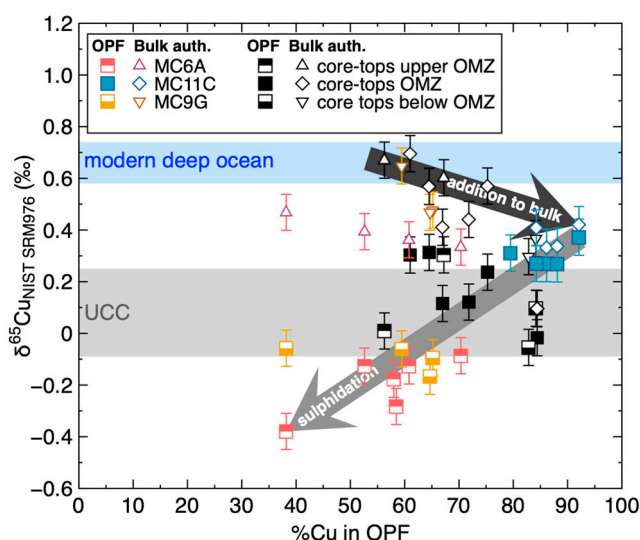 1.2
1.0
0.8
0.6
0.4
0.2
0
−0.2
−0.4
−0.6
δ⁶⁵Cu_NIST SRM976 (‰)
OPF Bulk auth. OPF Bulk auth.
MC6A core-tops upper OMZ
MC11C core-tops OMZ
MC9G core tops below OMZ
modern deep ocean
addition to bulk
UCC
sulphidation
0 10 20 30 40 50 60 70 80 90 100
%Cu in OPF